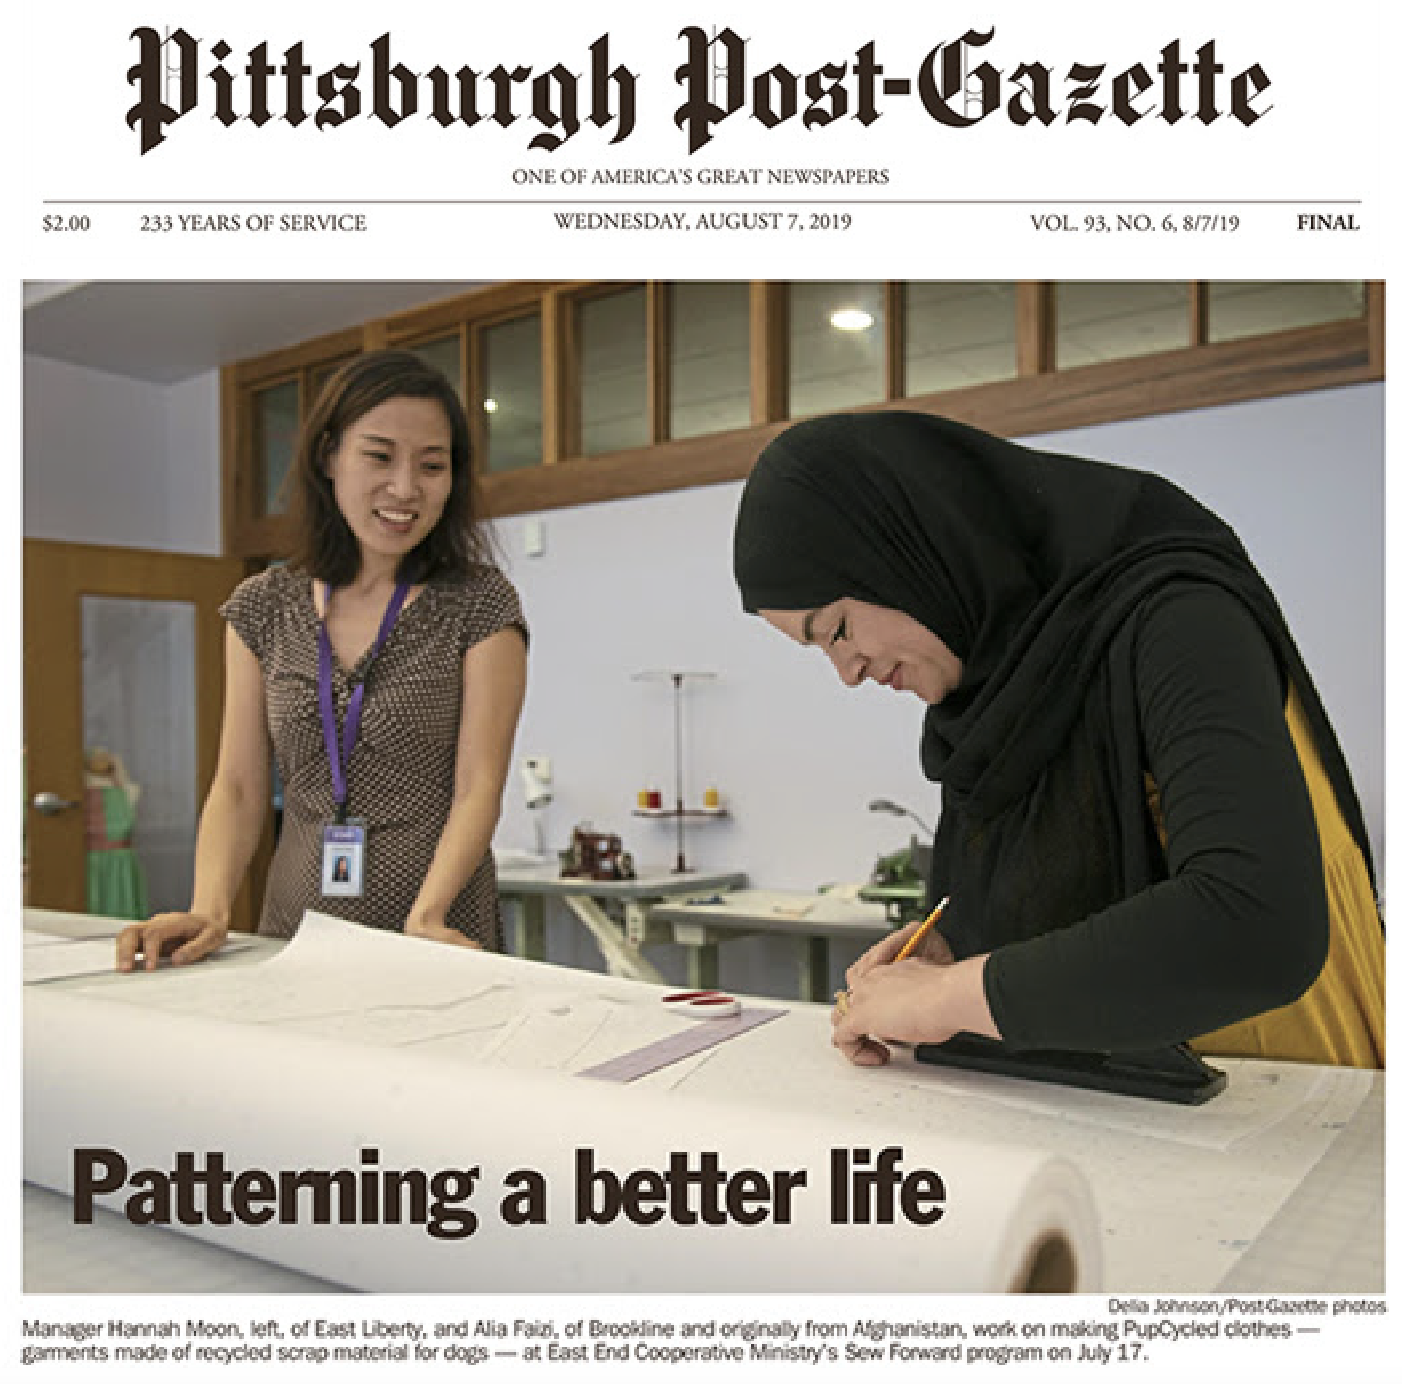 Pittsburgh Post-Gazette
ONE OF AMERICA'S GREAT NEWSPAPERS
$2.00 233 YEARS OF SERVICE WEDNESDAY, AUGUST 7, 2019 VOL. 93, NO. 6, 8/7/19 FINAL
Patterning a better life
Delia Johnson/Post-Gazette photos
Manager Hannah Moon, left, of East Liberty, and Alia Faizi, of Brookline and originally from Afghanistan, work on making PupCycled clothes —
garments made of recycled scrap material for dogs — at East End Cooperative Ministry's Sew Forward program on July 17.